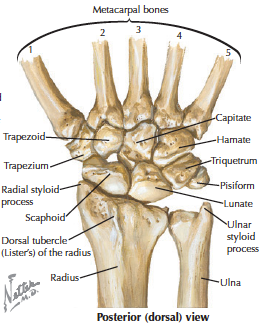 Metacarpal bones
1
2
3
4
5
Capitate
Trapezoid
Hamate
Trapezium
Triquetrum
Radial styloid
process
Pisiform
Scaphoid
Lunate
Dorsal tubercle
(Lister's) of the radius
Ulnar
styloid
process
Radius
Ulna
Netter
M.D.
Posterior (dorsal) view